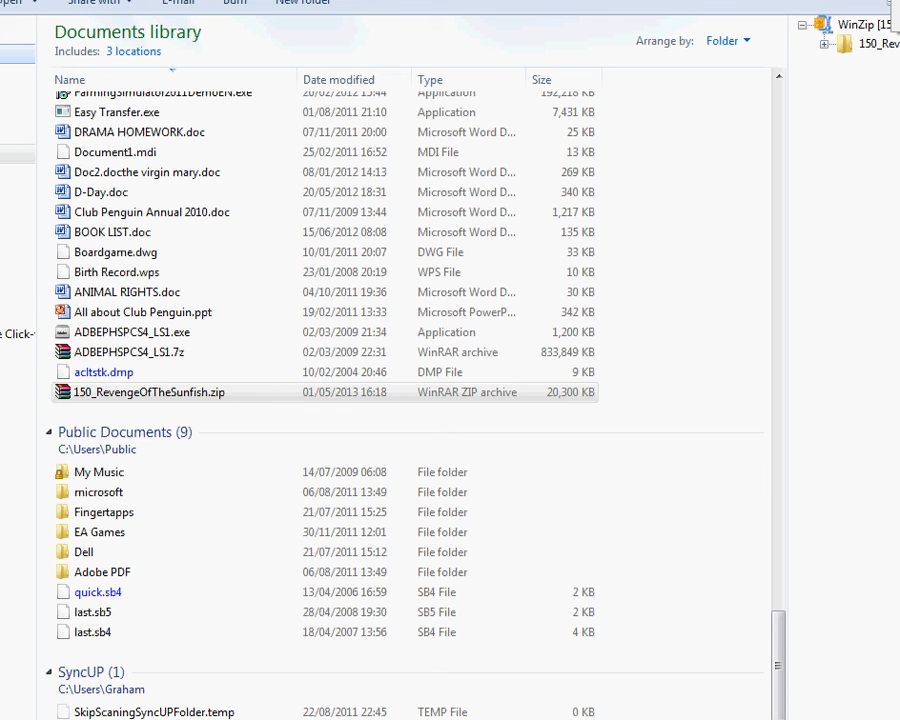 Open Share with E-mail Burn New folder
Documents library
Includes: 3 locations
Arrange by: Folder
WinZip [15
150_Rev
Name Date modified Type Size
FarmingSimulator2011DemoEN.exe 20/02/2012 15:44 Application 192,218 KB
Easy Transfer.exe 01/08/2011 21:10 Application 7,431 KB
DRAMA HOMEWORK.doc 07/11/2011 20:00 Microsoft Word D... 25 KB
Document1.mdi 25/02/2011 16:52 MDI File 13 KB
Doc2.docthe virgin mary.doc 08/01/2012 14:13 Microsoft Word D... 269 KB
D-Day.doc 20/05/2012 18:31 Microsoft Word D... 340 KB
Club Penguin Annual 2010.doc 07/11/2009 13:44 Microsoft Word D... 1,217 KB
BOOK LIST.doc 15/06/2012 08:08 Microsoft Word D... 135 KB
Boardgame.dwg 10/01/2011 20:07 DWG File 33 KB
Birth Record.wps 23/01/2008 20:19 WPS File 10 KB
ANIMAL RIGHTS.doc 04/10/2011 19:36 Microsoft Word D... 30 KB
All about Club Penguin.ppt 19/02/2011 13:33 Microsoft PowerP... 342 KB
e Click- ADBEPHSPCS4_LS1.exe 02/03/2009 21:34 Application 1,200 KB
ADBEPHSPCS4_LS1.7z 02/03/2009 22:31 WinRAR archive 833,849 KB
acltstk.dmp 10/02/2004 20:46 DMP File 9 KB
150_RevengeOfTheSunfish.zip 01/05/2013 16:18 WinRAR ZIP archive 20,300 KB
Public Documents (9)
C:\Users\Public
My Music 14/07/2009 06:08 File folder
microsoft 06/08/2011 13:49 File folder
Fingertapps 21/07/2011 15:25 File folder
EA Games 30/11/2011 12:01 File folder
Dell 21/07/2011 15:12 File folder
Adobe PDF 06/08/2011 13:49 File folder
quick.sb4 13/04/2006 16:59 SB4 File 2 KB
last.sb5 28/04/2008 19:30 SB5 File 2 KB
last.sb4 18/04/2007 13:56 SB4 File 4 KB
SyncUP (1)
C:\Users\Graham
SkipScaningSyncUPFolder.temp 22/08/2011 22:45 TEMP File 0 KB